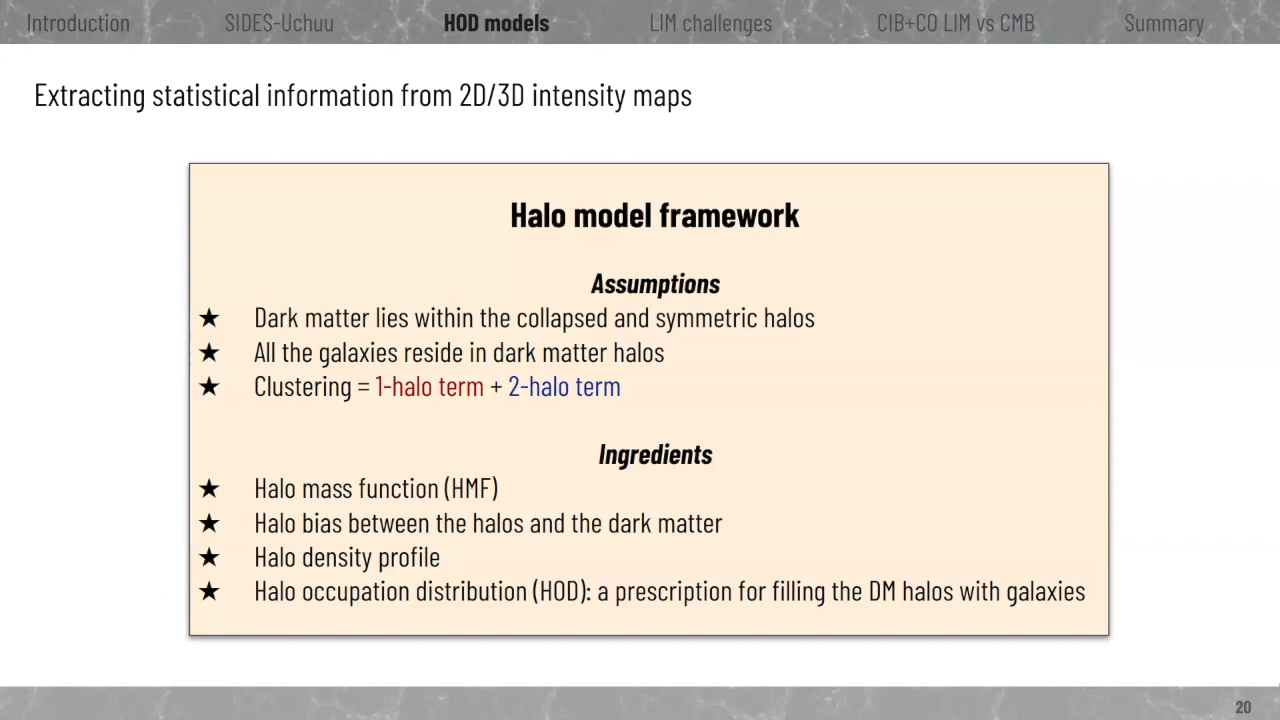 Introduction SIDES-Uchuu HOD models LIM challenges CIB+CO LIM vs CMB Summary
Extracting statistical information from 2D/3D intensity maps
Halo model framework
Assumptions
★ Dark matter lies within the collapsed and symmetric halos
★ All the galaxies reside in dark matter halos
★ Clustering = 1-halo term + 2-halo term
Ingredients
★ Halo mass function (HMF)
★ Halo bias between the halos and the dark matter
★ Halo density profile
★ Halo occupation distribution (HOD): a prescription for filling the DM halos with galaxies
20